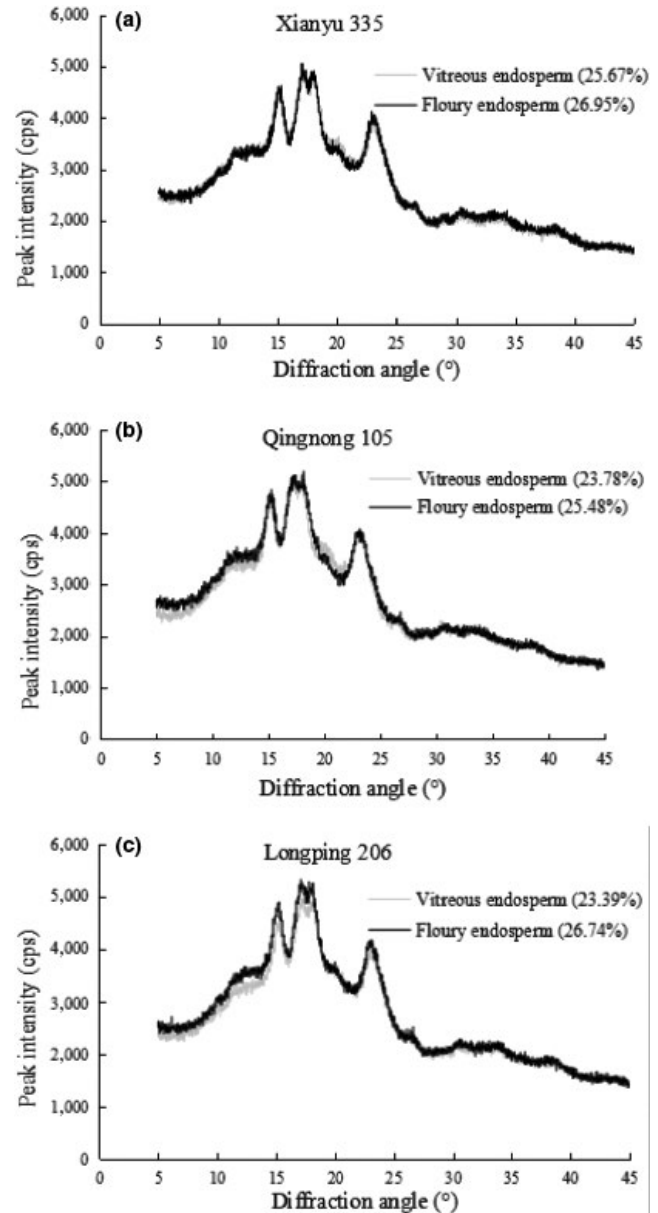 (a)
Xianyu 335
Vitreous endosperm (25.67%)
Floury endosperm (26.95%)
Peak intensity (cps)
6,000
5,000
4,000
3,000
2,000
1,000
0
0 5 10 15 20 25 30 35 40 45
Diffraction angle (°)
(b)
Qingnong 105
Vitreous endosperm (23.78%)
Floury endosperm (25.48%)
Peak intensity (cps)
6,000
5,000
4,000
3,000
2,000
1,000
0
0 5 10 15 20 25 30 35 40 45
Diffraction angle (°)
(c)
Longping 206
Vitreous endosperm (23.39%)
Floury endosperm (26.74%)
Peak intensity (cps)
6,000
5,000
4,000
3,000
2,000
1,000
0
0 5 10 15 20 25 30 35 40 45
Diffraction angle (°)